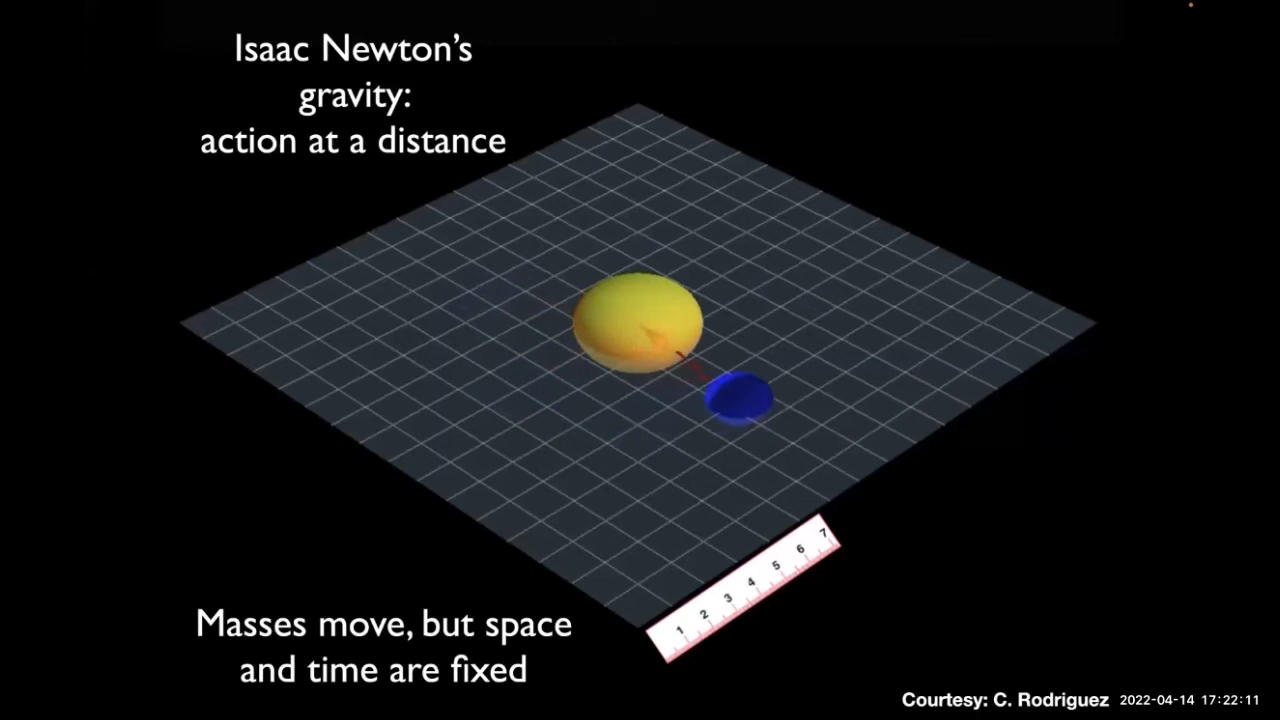 Isaac Newton’s
gravity:
action at a distance
1 2 3 4 5 6 7
Masses move, but space
and time are fixed
Courtesy: C. Rodriguez 2022-04-14 17:22:11